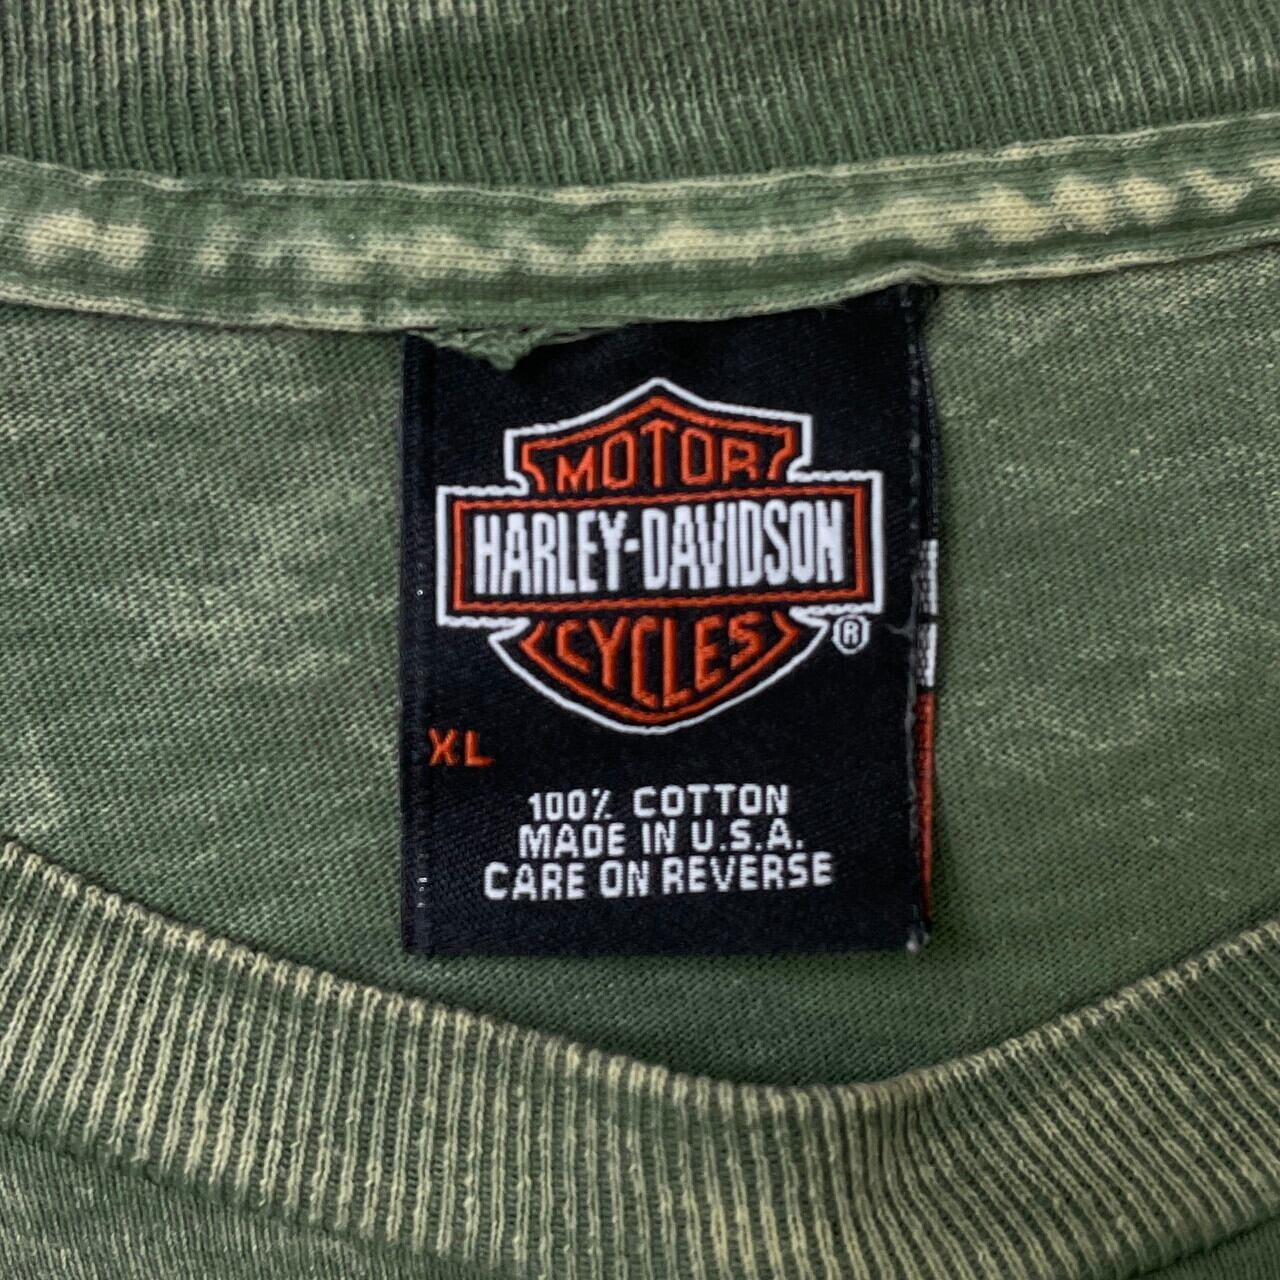 MOTOR
HARLEY-DAVIDSON
CYCLES
®
XL
100% COTTON
MADE IN U.S.A.
CARE ON REVERSE